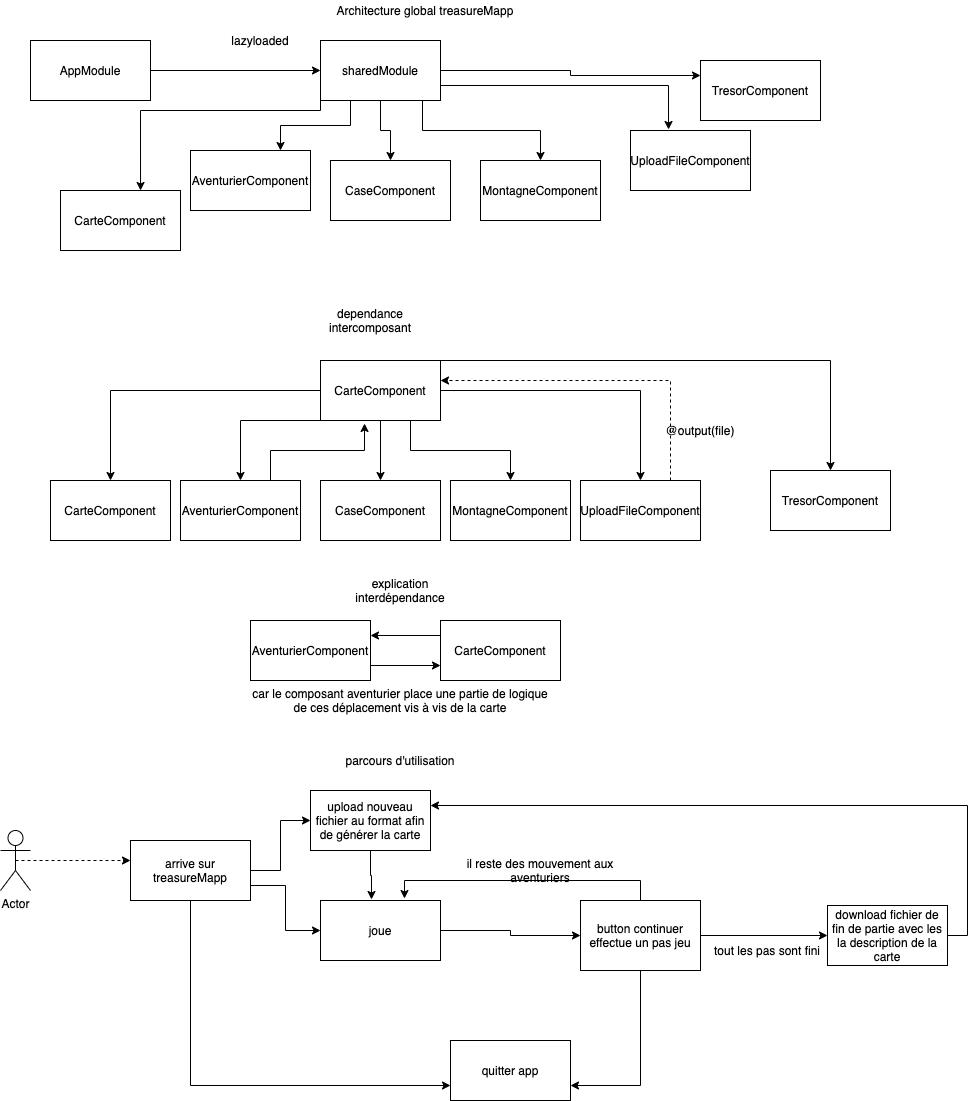 Architecture global treasureMapp
lazyloaded
AppModule
sharedModule
TresorComponent
UploadFileComponent
AventurierComponent
CaseComponent
MontagneComponent
CarteComponent
dependance
intercomposant
CarteComponent
@output(file)
CarteComponent
AventurierComponent
CaseComponent
MontagneComponent
UploadFileComponent
TresorComponent
explication
interdépendance
AventurierComponent
CarteComponent
car le composant aventurier place une partie de logique
de ces déplacement vis à vis de la carte
parcours d'utilisation
upload nouveau
fichier au format afin
de générer la carte
Actor
arrive sur
treasureMapp
il reste des mouvement aux
aventuriers
joue
button continuer
effectue un pas jeu
tout les pas sont fini
download fichier de
fin de partie avec les
la description de la
carte
quitter app